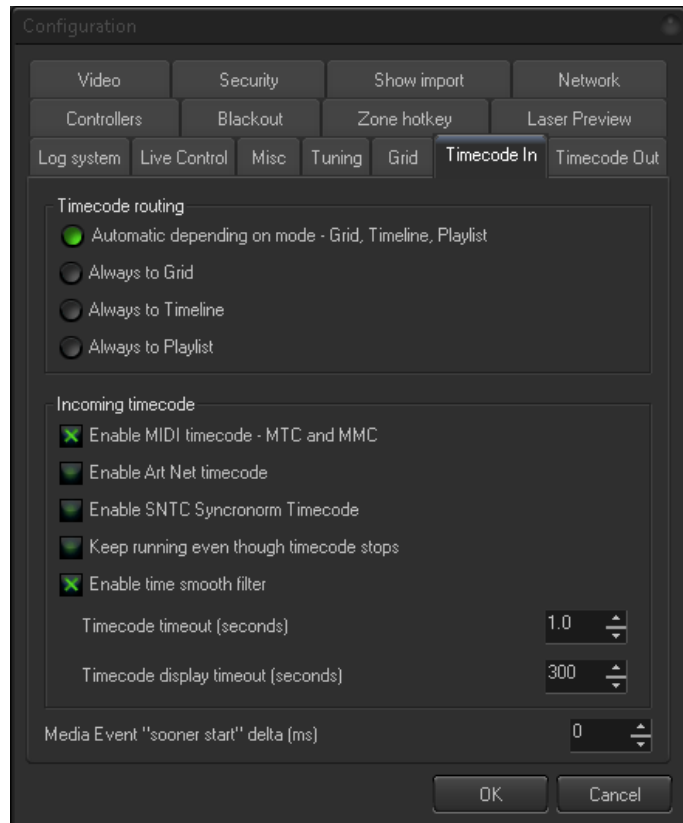 Configuration
Video Security Show import Network
Controllers Blackout Zone hotkey Laser Preview
Log system Live Control Misc Tuning Grid Timecode In Timecode Out
Timecode routing
Automatic depending on mode - Grid, Timeline, Playlist
Always to Grid
Always to Timeline
Always to Playlist
Incoming timecode
Enable MIDI timecode - MTC and MMC
Enable Art Net timecode
Enable SNTC Syncronorm Timecode
Keep running even though timecode stops
Enable time smooth filter
Timecode timeout (seconds) 1.0
Timecode display timeout (seconds) 300
Media Event "sooner start" delta (ms) 0
OK Cancel